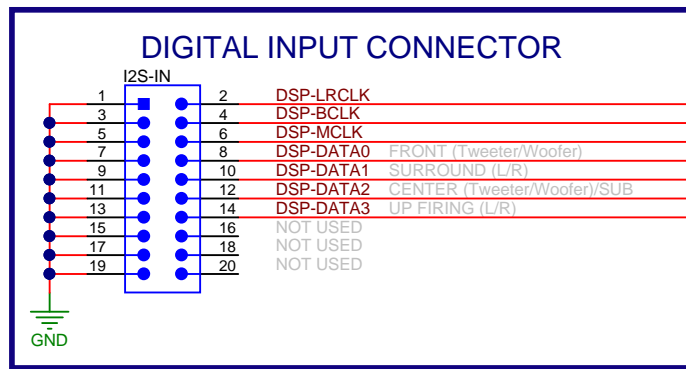 DIGITAL INPUT CONNECTOR
I2S-IN
1 2 DSP-LRCLK
3 4 DSP-BCLK
5 6 DSP-MCLK
7 8 DSP-DATA0 FRONT (Tweeter/Woofer)
9 10 DSP-DATA1 SURROUND (L/R)
11 12 DSP-DATA2 CENTER (Tweeter/Woofer)/SUB
13 14 DSP-DATA3 UP FIRING (L/R)
15 16 NOT USED
17 18 NOT USED
19 20 NOT USED
GND